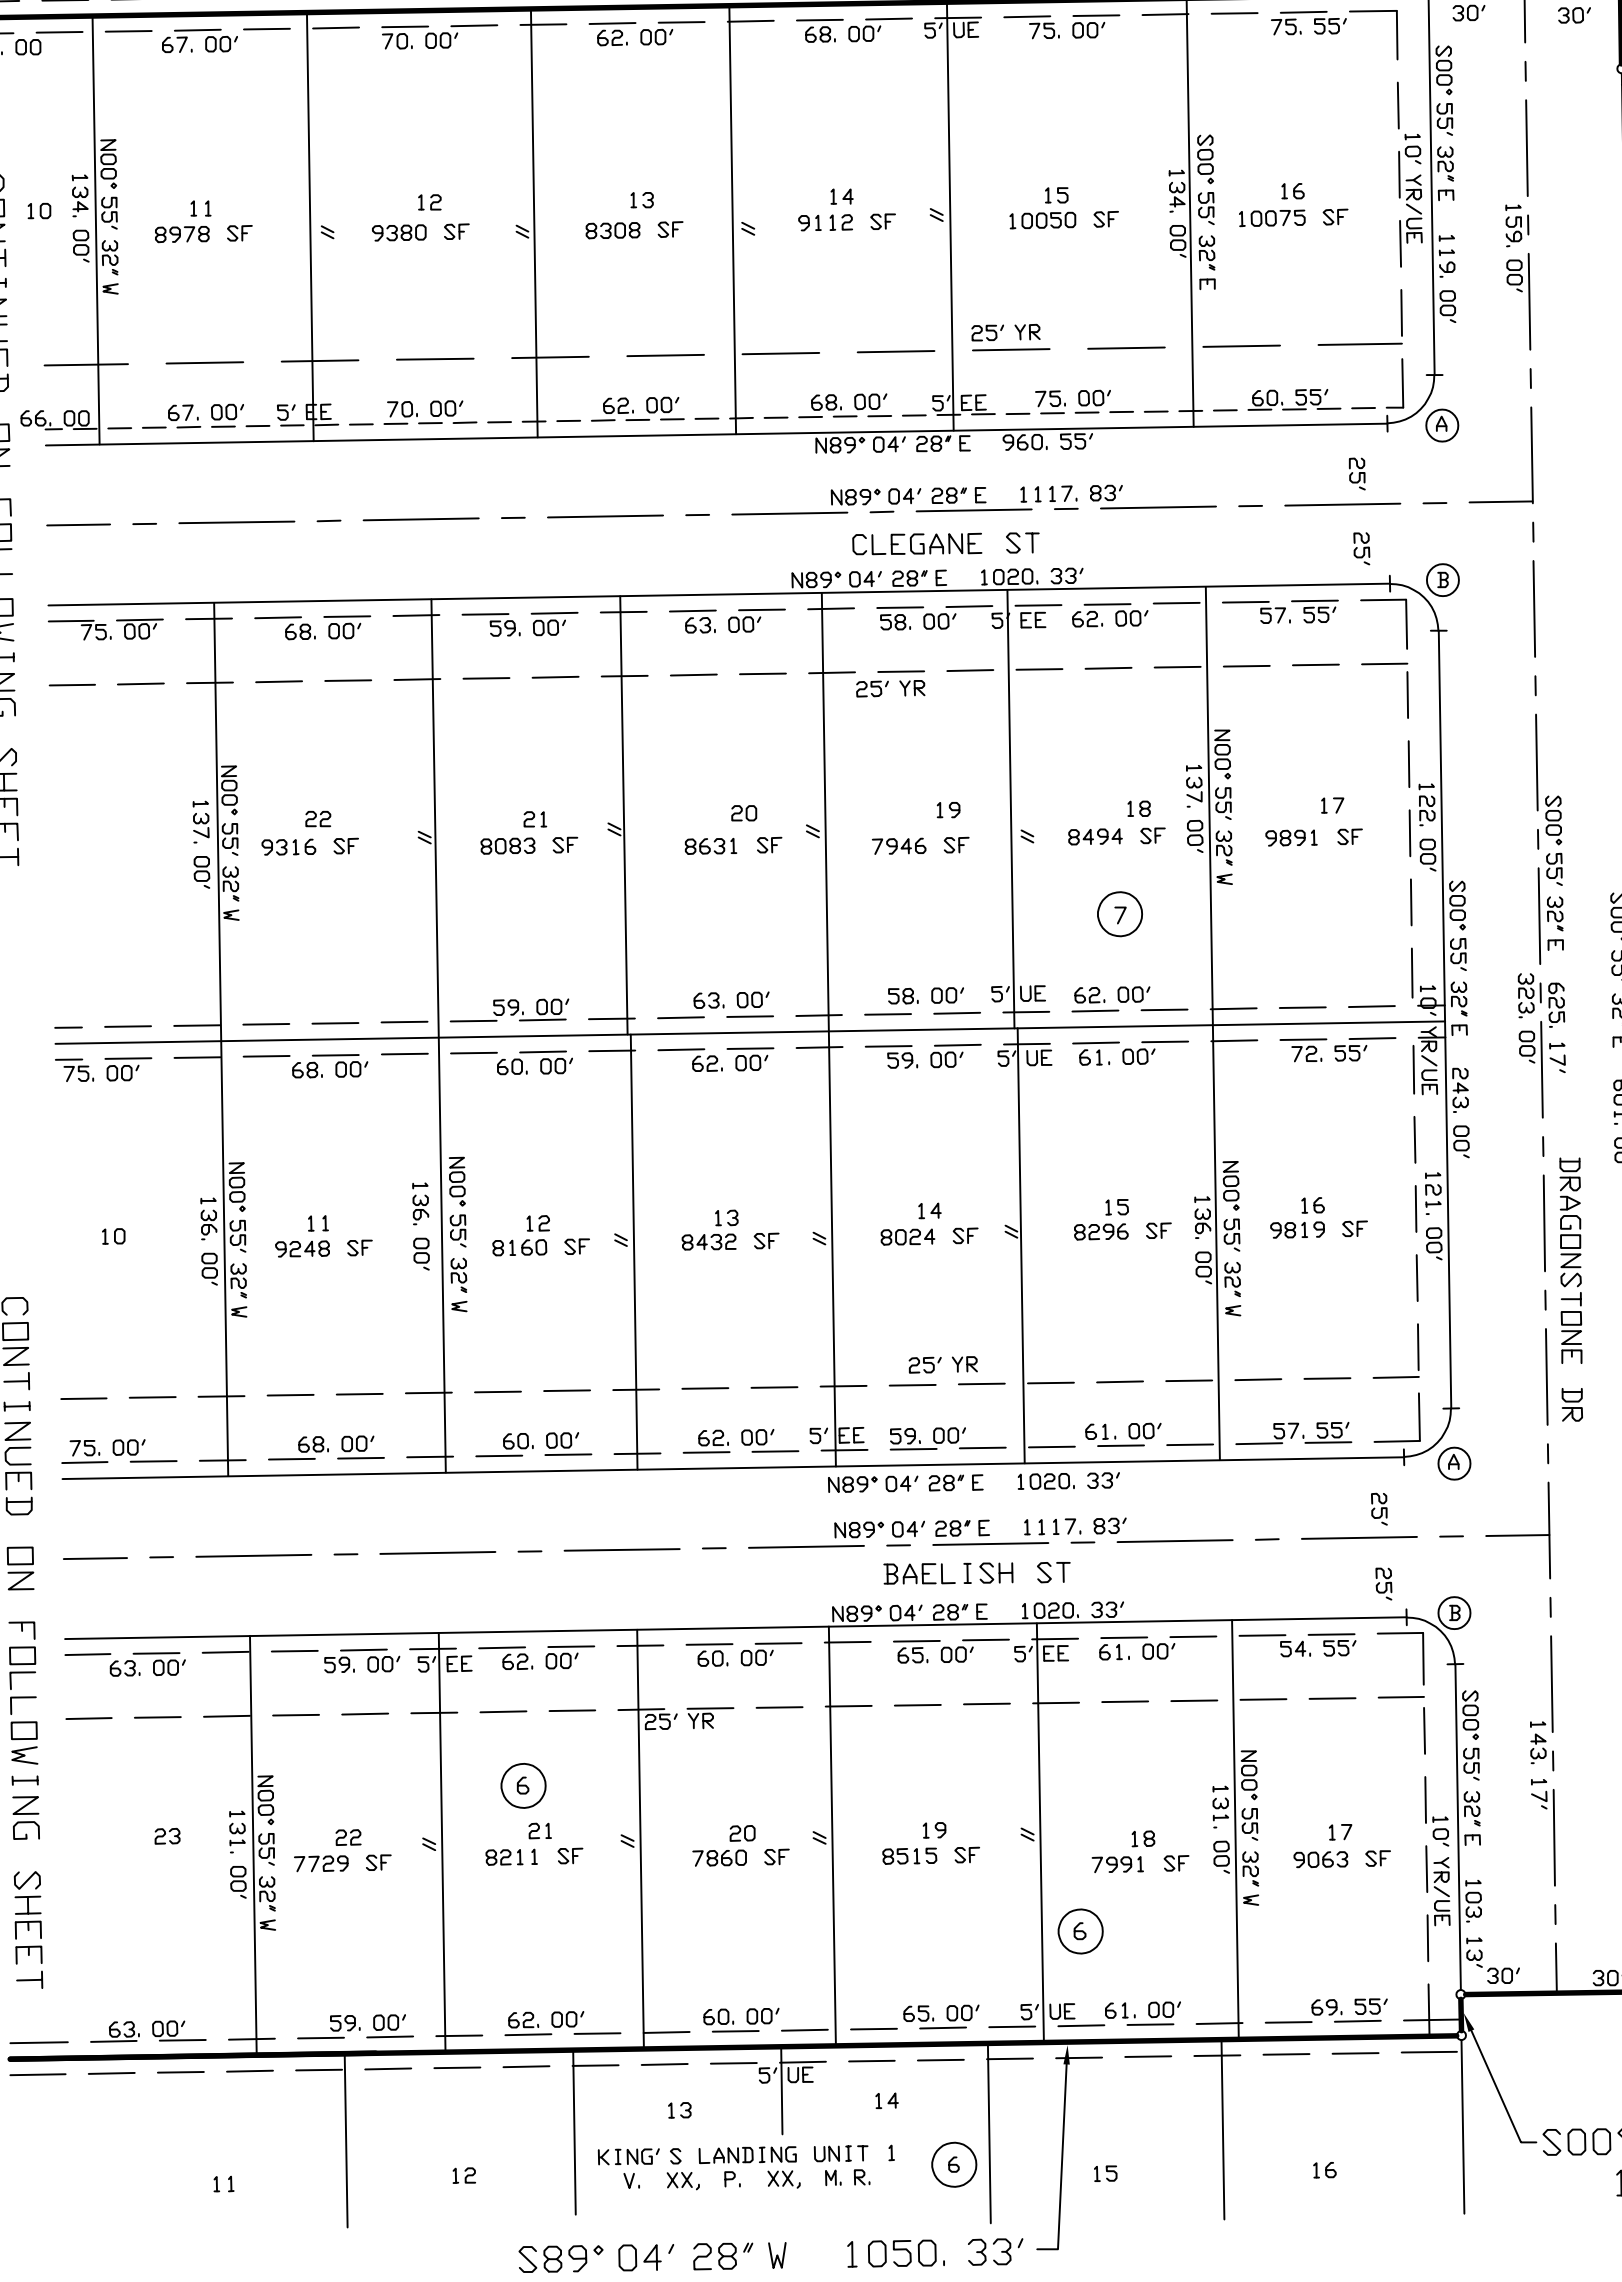 . 00
67. 00'
70. 00'
62. 00'
68. 00'
5' UE
75. 00'
75. 55'
30'
30'
S00° 55' 32" E 119. 00'
10' YR/UE
159. 00'
10
N00° 55' 32" W
134. 00'
11
8978 SF
12
9380 SF
13
8308 SF
14
9112 SF
15
10050 SF
S00° 55' 32" E
134. 00'
16
10075 SF
25' YR
66. 00
67. 00'
5' EE
70. 00'
62. 00'
68. 00'
5' EE
75. 00'
60. 55'
A
N89° 04' 28" E 960. 55'
25'
N89° 04' 28" E 1117. 83'
CLEGANE ST
25'
N89° 04' 28" E 1020. 33'
B
75. 00'
68. 00'
59. 00'
63. 00'
58. 00'
5' EE
62. 00'
57. 55'
25' YR
N00° 55' 32" W
137. 00'
22
9316 SF
21
8083 SF
20
8631 SF
19
7946 SF
18
8494 SF
N00° 55' 32" W
137. 00'
17
9891 SF
7
122. 00'
S00° 55' 32" E 243. 00'
10' YR/UE
S00° 55' 32" E 625. 17'
323. 00'
59. 00'
63. 00'
58. 00'
5' UE
62. 00'
75. 00'
68. 00'
60. 00'
62. 00'
59. 00'
5' UE
61. 00'
72. 55'
DRAGONSTONE DR
10
N00° 55' 32" W
136. 00'
11
9248 SF
N00° 55' 32" W
136. 00'
12
8160 SF
13
8432 SF
14
8024 SF
15
8296 SF
N00° 55' 32" W
136. 00'
16
9819 SF
121. 00'
25' YR
75. 00'
68. 00'
60. 00'
62. 00'
5' EE
59. 00'
61. 00'
57. 55'
A
N89° 04' 28" E 1020. 33'
25'
N89° 04' 28" E 1117. 83'
BAELISH ST
25'
N89° 04' 28" E 1020. 33'
B
63. 00'
59. 00'
5' EE
62. 00'
60. 00'
65. 00'
5' EE
61. 00'
54. 55'
25' YR
S00° 55' 32" E 103. 13'
10' YR/UE
143. 17'
6
23
N00° 55' 32" W
131. 00'
22
7729 SF
21
8211 SF
20
7860 SF
19
8515 SF
18
7991 SF
N00° 55' 32" W
131. 00'
17
9063 SF
6
30'
30
63. 00'
59. 00'
62. 00'
60. 00'
65. 00'
5' UE
61. 00'
69. 55'
5' UE
13
14
KING'S LANDING UNIT 1
V. XX, P. XX, M. R.
6
11
12
15
16
S00°
S89° 04' 28" W 1050. 33'
CONTINUED ON FOLLOWING SHEET